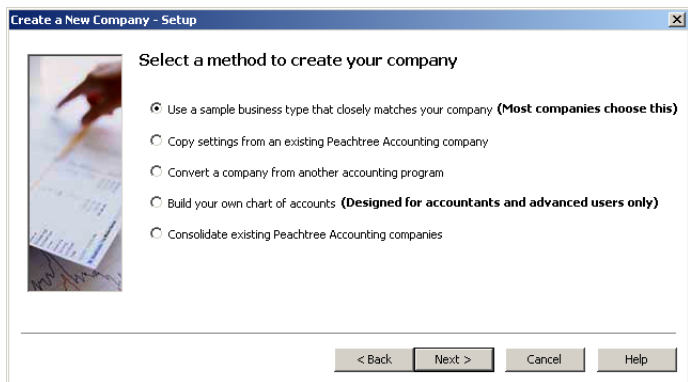 Create a New Company - Setup
Select a method to create your company
Use a sample business type that closely matches your company (Most companies choose this)
Copy settings from an existing Peachtree Accounting company
Convert a company from another accounting program
Build your own chart of accounts (Designed for accountants and advanced users only)
Consolidate existing Peachtree Accounting companies
< Back Next > Cancel Help